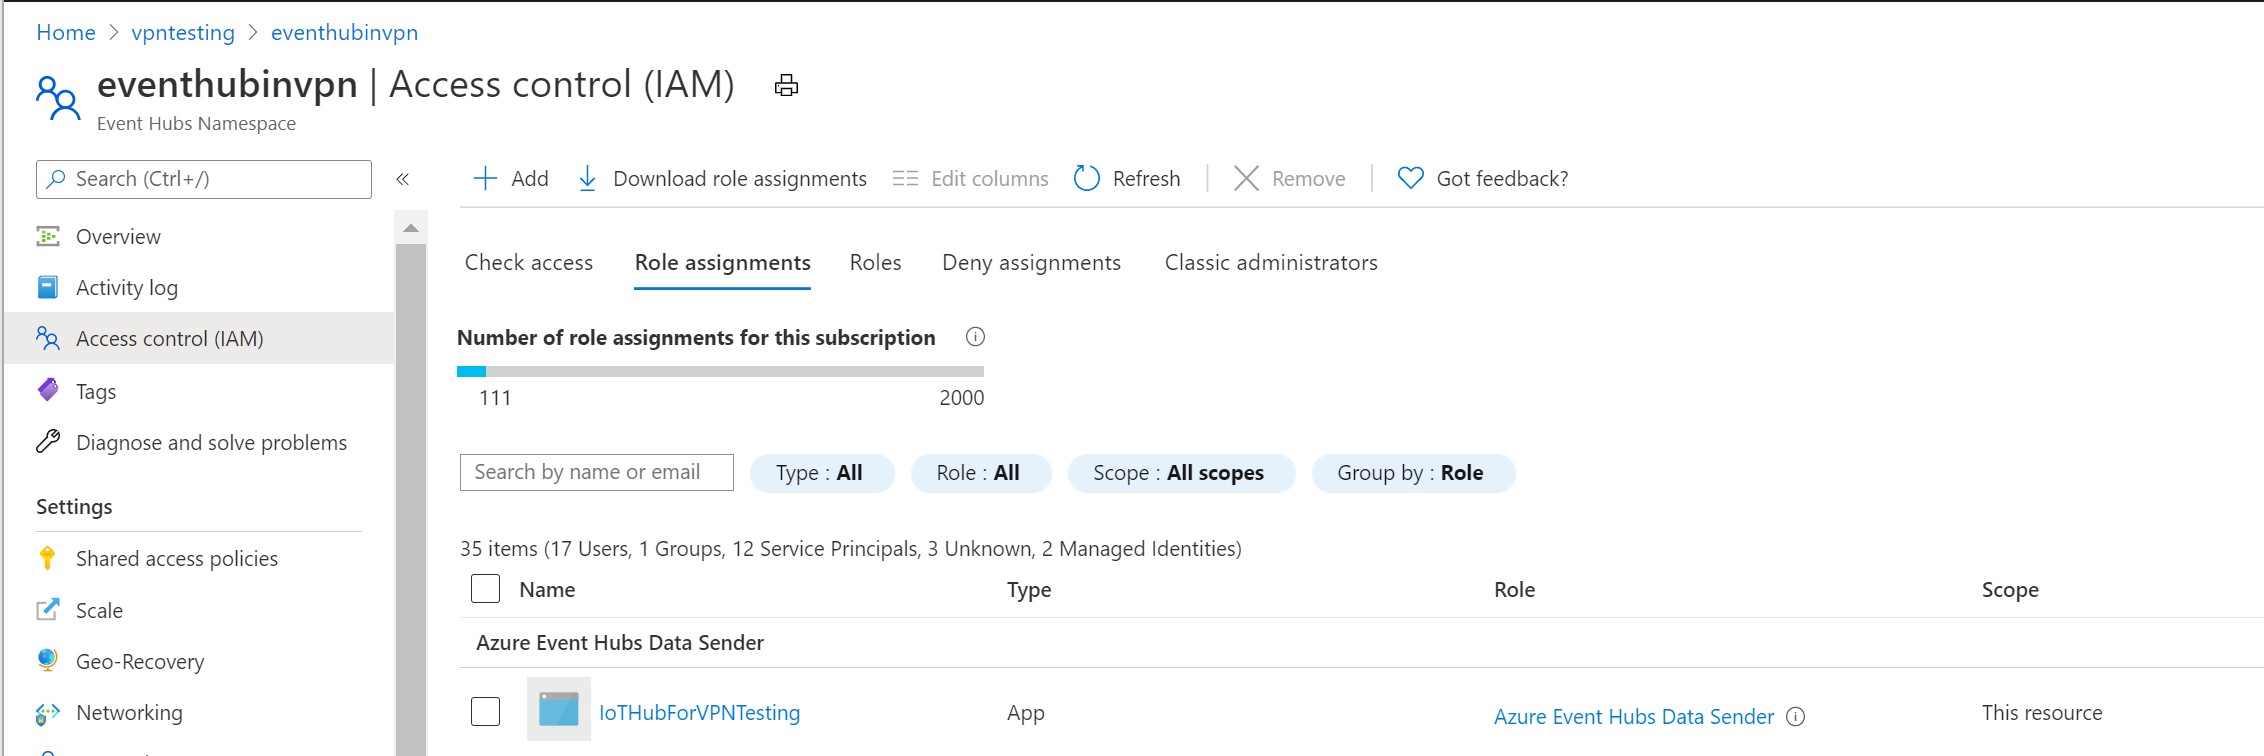 Home > vpntesting > eventhubinvpn
eventhubinvpn | Access control (IAM)
Event Hubs Namespace
Search (Ctrl+/)
«
Add
Download role assignments
Edit columns
Refresh
Remove
Got feedback?
Overview
Activity log
Access control (IAM)
Tags
Diagnose and solve problems
Settings
Shared access policies
Scale
Geo-Recovery
Networking
Check access
Role assignments
Roles
Deny assignments
Classic administrators
Number of role assignments for this subscription
111
2000
Search by name or email
Type : All
Role : All
Scope : All scopes
Group by : Role
35 items (17 Users, 1 Groups, 12 Service Principals, 3 Unknown, 2 Managed Identities)
Name Type Role Scope
Azure Event Hubs Data Sender
IoTHubForVPNTesting App Azure Event Hubs Data Sender This resource